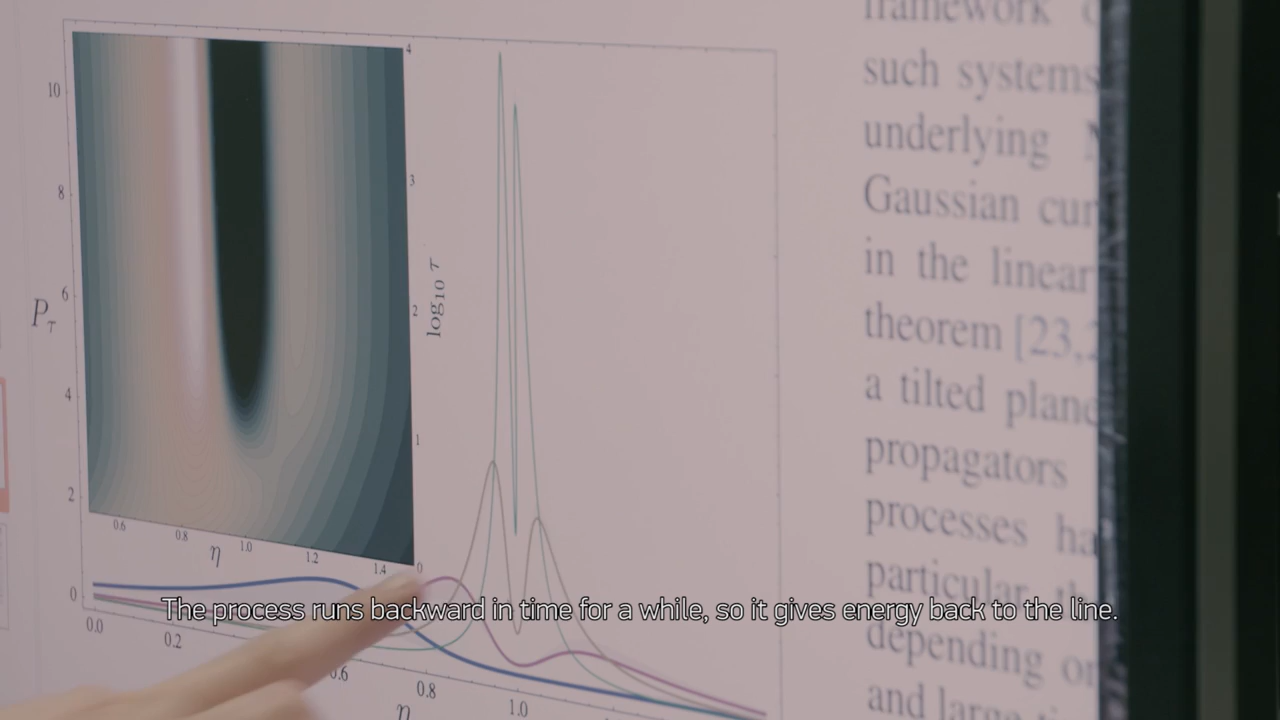 10
8
6
4
2
0
P_τ
4
3
2
1
0
log₁₀ τ
0.6 0.8 1.0 1.2 1.4
η
0.0 0.2 0.6 0.8 1.0
η
such systems
underlying
Gaussian cur
in the linear
theorem [23,
a tilted plane
propagators
processes ha
particular
depending on
and large
The process runs backward in time for a while, so it gives energy back to the line.